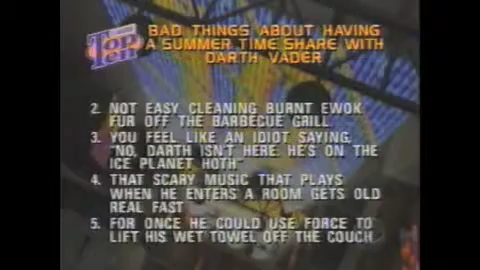 Top
Ten
BAD THINGS ABOUT HAVING
A SUMMER TIME SHARE WITH
DARTH VADER
2. NOT EASY CLEANING BURNT EWOK
FUR OFF THE BARBECUE GRILL
3. YOU FEEL LIKE AN IDIOT SAYING,
"NO, DARTH ISN'T HERE. HE'S ON THE
ICE PLANET HOTH"
4. THAT SCARY MUSIC THAT PLAYS
WHEN HE ENTERS A ROOM GETS OLD
REAL FAST
5. FOR ONCE HE COULD USE FORCE TO
LIFT HIS WET TOWEL OFF THE COUCH